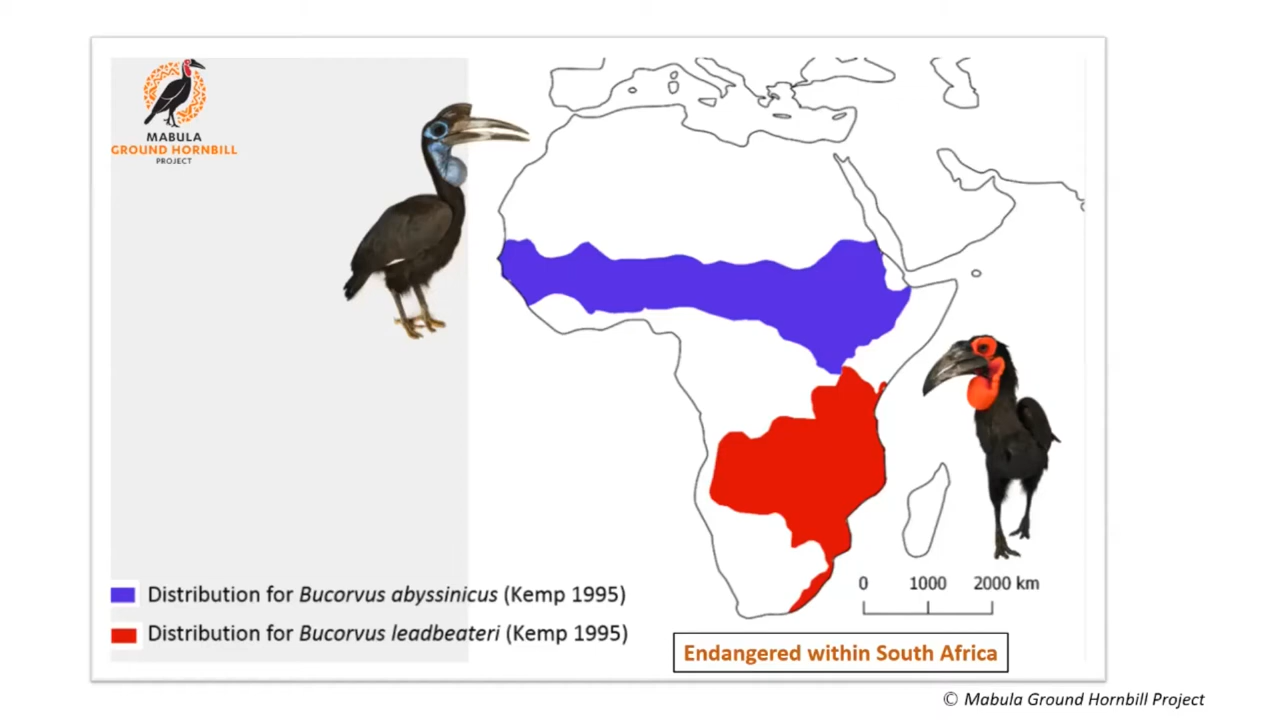 MABULA
GROUND HORNBILL
PROJECT
Distribution for Bucorvus abyssinicus (Kemp 1995)
Distribution for Bucorvus leadbeateri (Kemp 1995)
0 1000 2000 km
Endangered within South Africa
© Mabula Ground Hornbill Project